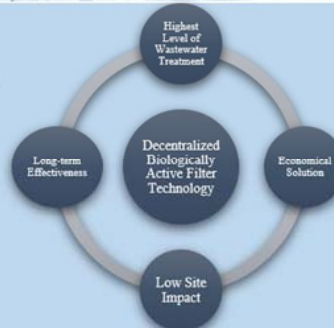 Highest
Level of
Wastewater
Treatment
Long-term
Effectiveness
Decentralized
Biologically
Active Filter
Technology
Economical
Solution
Low Site
Impact